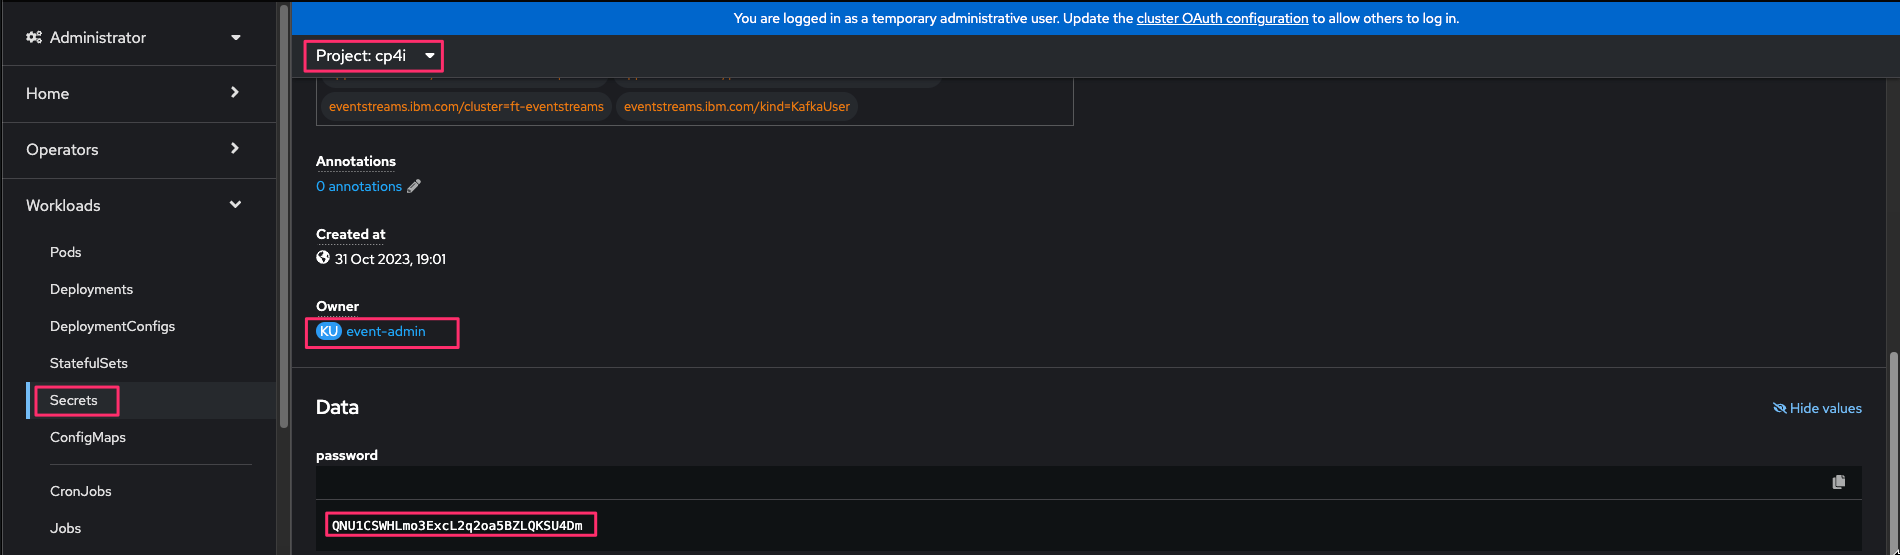 You are logged in as a temporary administrative user. Update the cluster OAuth configuration to allow others to log in.
Administrator
Home
Operators
Workloads
Pods
Deployments
DeploymentConfigs
StatefulSets
Secrets
ConfigMaps
CronJobs
Jobs
Project: cp4i
eventstreams.ibm.com/cluster=ft-eventstreams
eventstreams.ibm.com/kind=KafkaUser
Annotations
0 annotations
Created at
31 Oct 2023, 19:01
Owner
KU event-admin
Data
Hide values
password
QNU1CSWHLmo3ExcL2q2oa5BZLQKSU4Dm